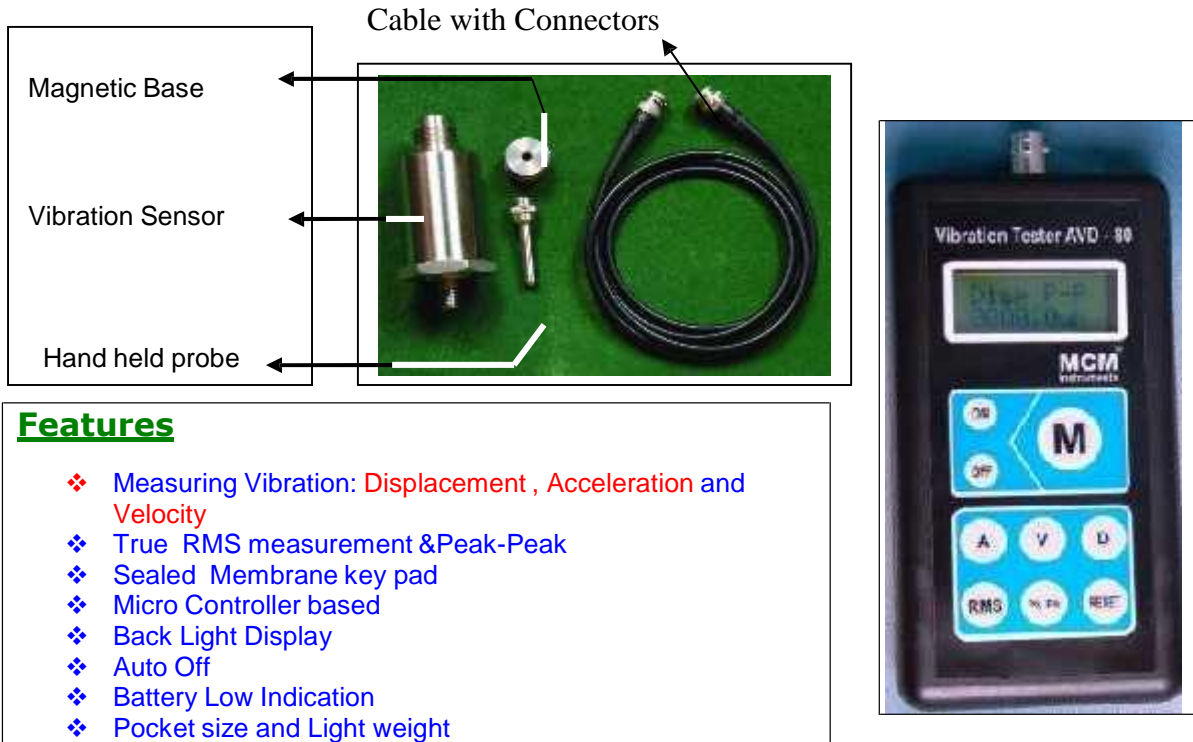 Cable with Connectors
Magnetic Base
Vibration Sensor
Hand held probe
Features
❖ Measuring Vibration: Displacement , Acceleration and
Velocity
❖ True RMS measurement &Peak-Peak
❖ Sealed Membrane key pad
❖ Micro Controller based
❖ Back Light Display
❖ Auto Off
❖ Battery Low Indication
❖ Pocket size and Light weight
Vibration Tester AVD - 80
Disp P-P
MCM
Instruments
ON
M
OFF
A V D
RMS RESET